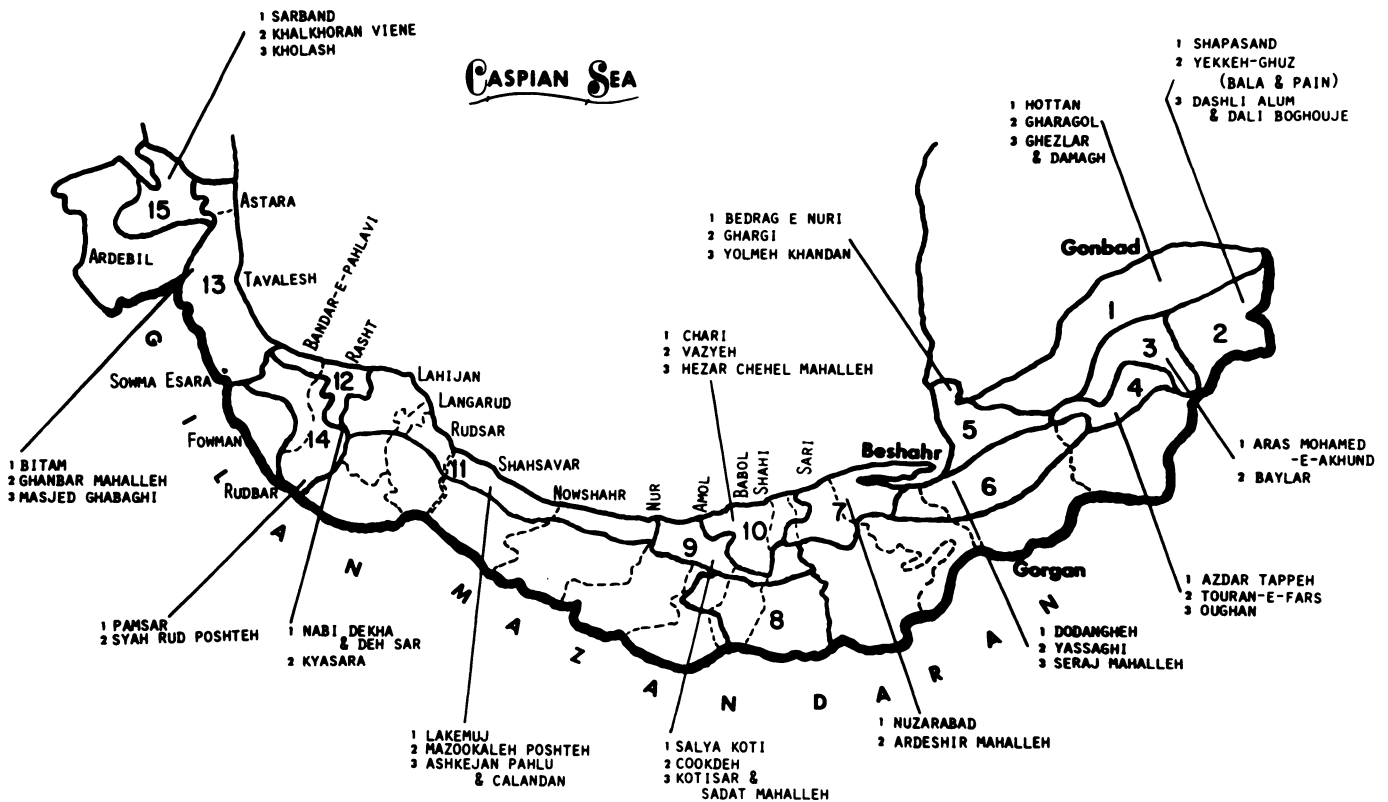 1 SARBAND
2 KHALKHORAN VIENE
3 KHOLASH
CASPIAN SEA
1 SHAPASAND
2 YEKKEH-GHUZ
(BALA & PAIN)
3 DASHLI ALUM
& DALI BOGHOUJE
1 HOTTAN
2 GHARAGOL
3 GHEZLAR
& DAMAGH
1 BEDRAG E NURI
2 GHARGI
3 YOLMEH KHANDAN
Gonbad
15
ASTARA
ARDEBIL
13
TAVALESH
BANDAR-E-PAHLAVI
RASHT
1
2
3
4
1 CHARI
2 VAZYEH
3 HEZAR CHEHEL MAHALLEH
SOWMA ESARA
12
LAHIJAN
LANGARUD
RUDSAR
FOWMAN
14
5
Beshahr
1 ARAS MOHAMED
-E-AKHUND
2 BAYLAR
1 BITAM
2 GHANBAR MAHALLEH
3 MASJED GHABAGHI
RUDBAR
11
SHAHSAVAR
NOWSHAHR
NUR
AMOL
BABOL
SHAHI
SARI
6
7
9
10
8
Gorgan
GILAN
MAZANDARAN
1 AZDAR TAPPEH
2 TOURAN-E-FARS
3 OUGHAN
1 PAMSAR
2 SYAH RUD POSHTEH
1 NABI DEKHA
& DEH SAR
2 KYASARA
1 DODANGHEH
2 YASSAGHI
3 SERAJ MAHALLEH
1 LAKEMUJ
2 MAZOOKALEH POSHTEH
3 ASHKEJAN PAHLU
& CALANDAN
1 SALYA KOTI
2 COOKDEH
3 KOTISAR &
SADAT MAHALLEH
1 NUZARABAD
2 ARDESHIR MAHALLEH